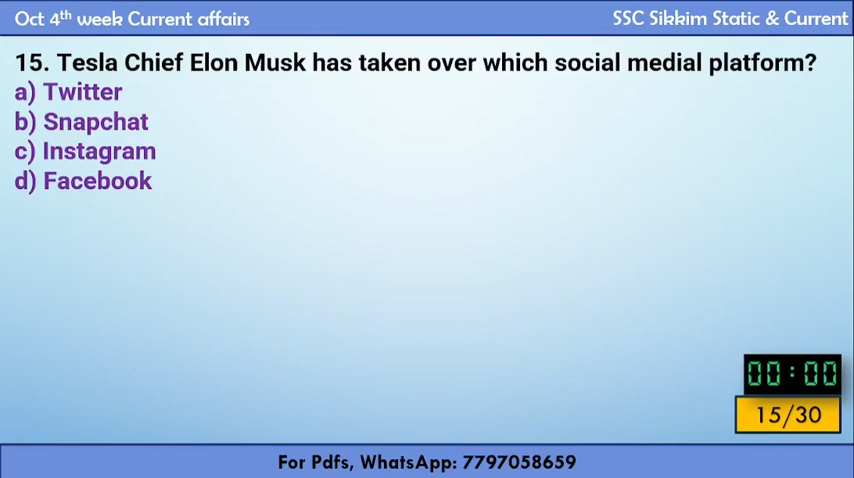 Oct 4th week Current affairs
SSC Sikkim Static & Current
15. Tesla Chief Elon Musk has taken over which social medial platform?
a) Twitter
b) Snapchat
c) Instagram
d) Facebook
00:00
15/30
For Pdfs, WhatsApp: 7797058659